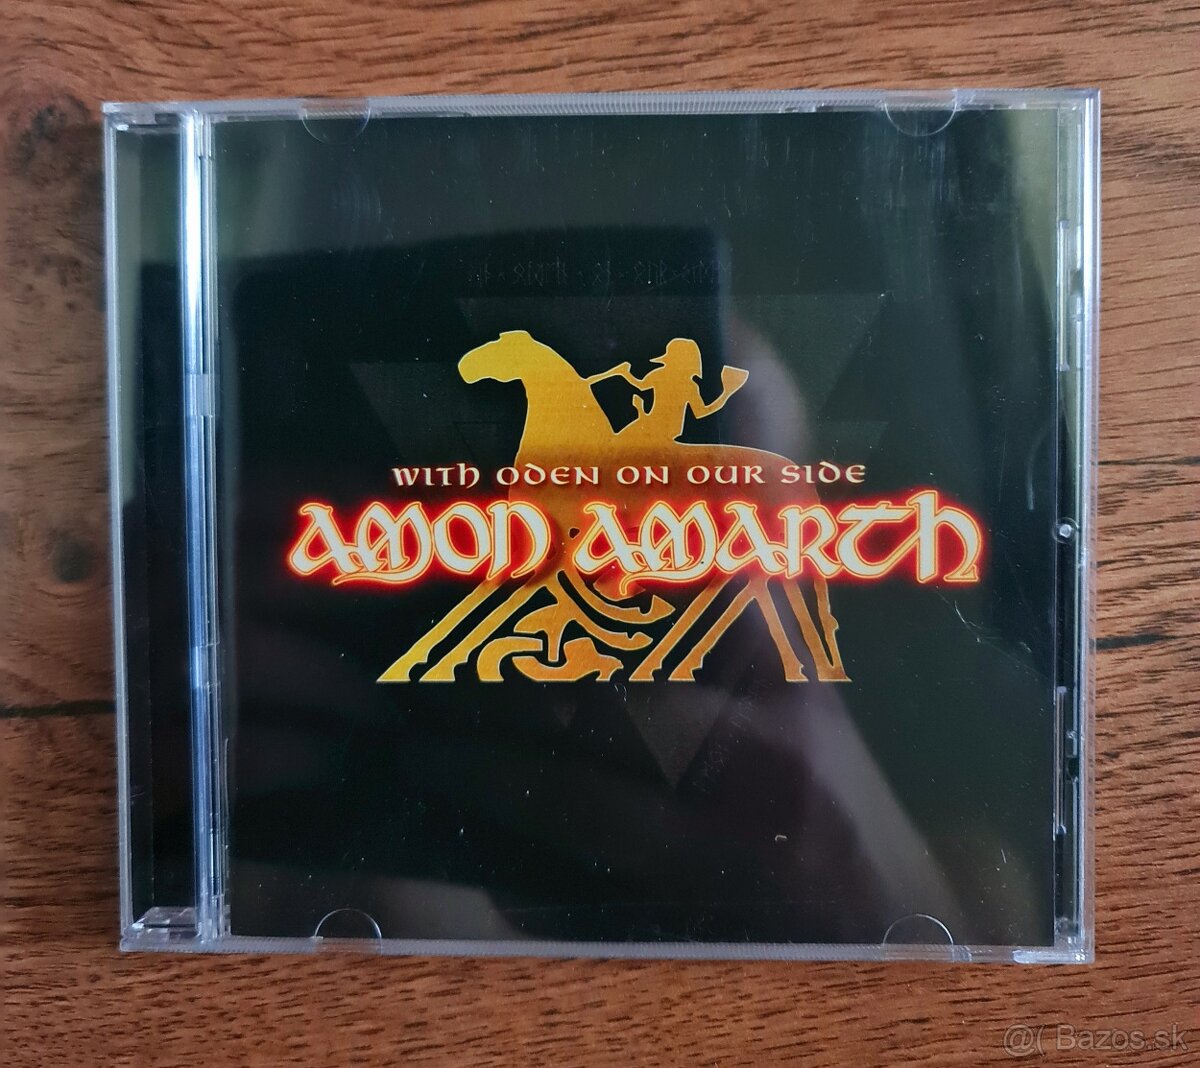 WITH ODEN ON OUR SIDE
AMON AMARTH
@( Bazos.sk